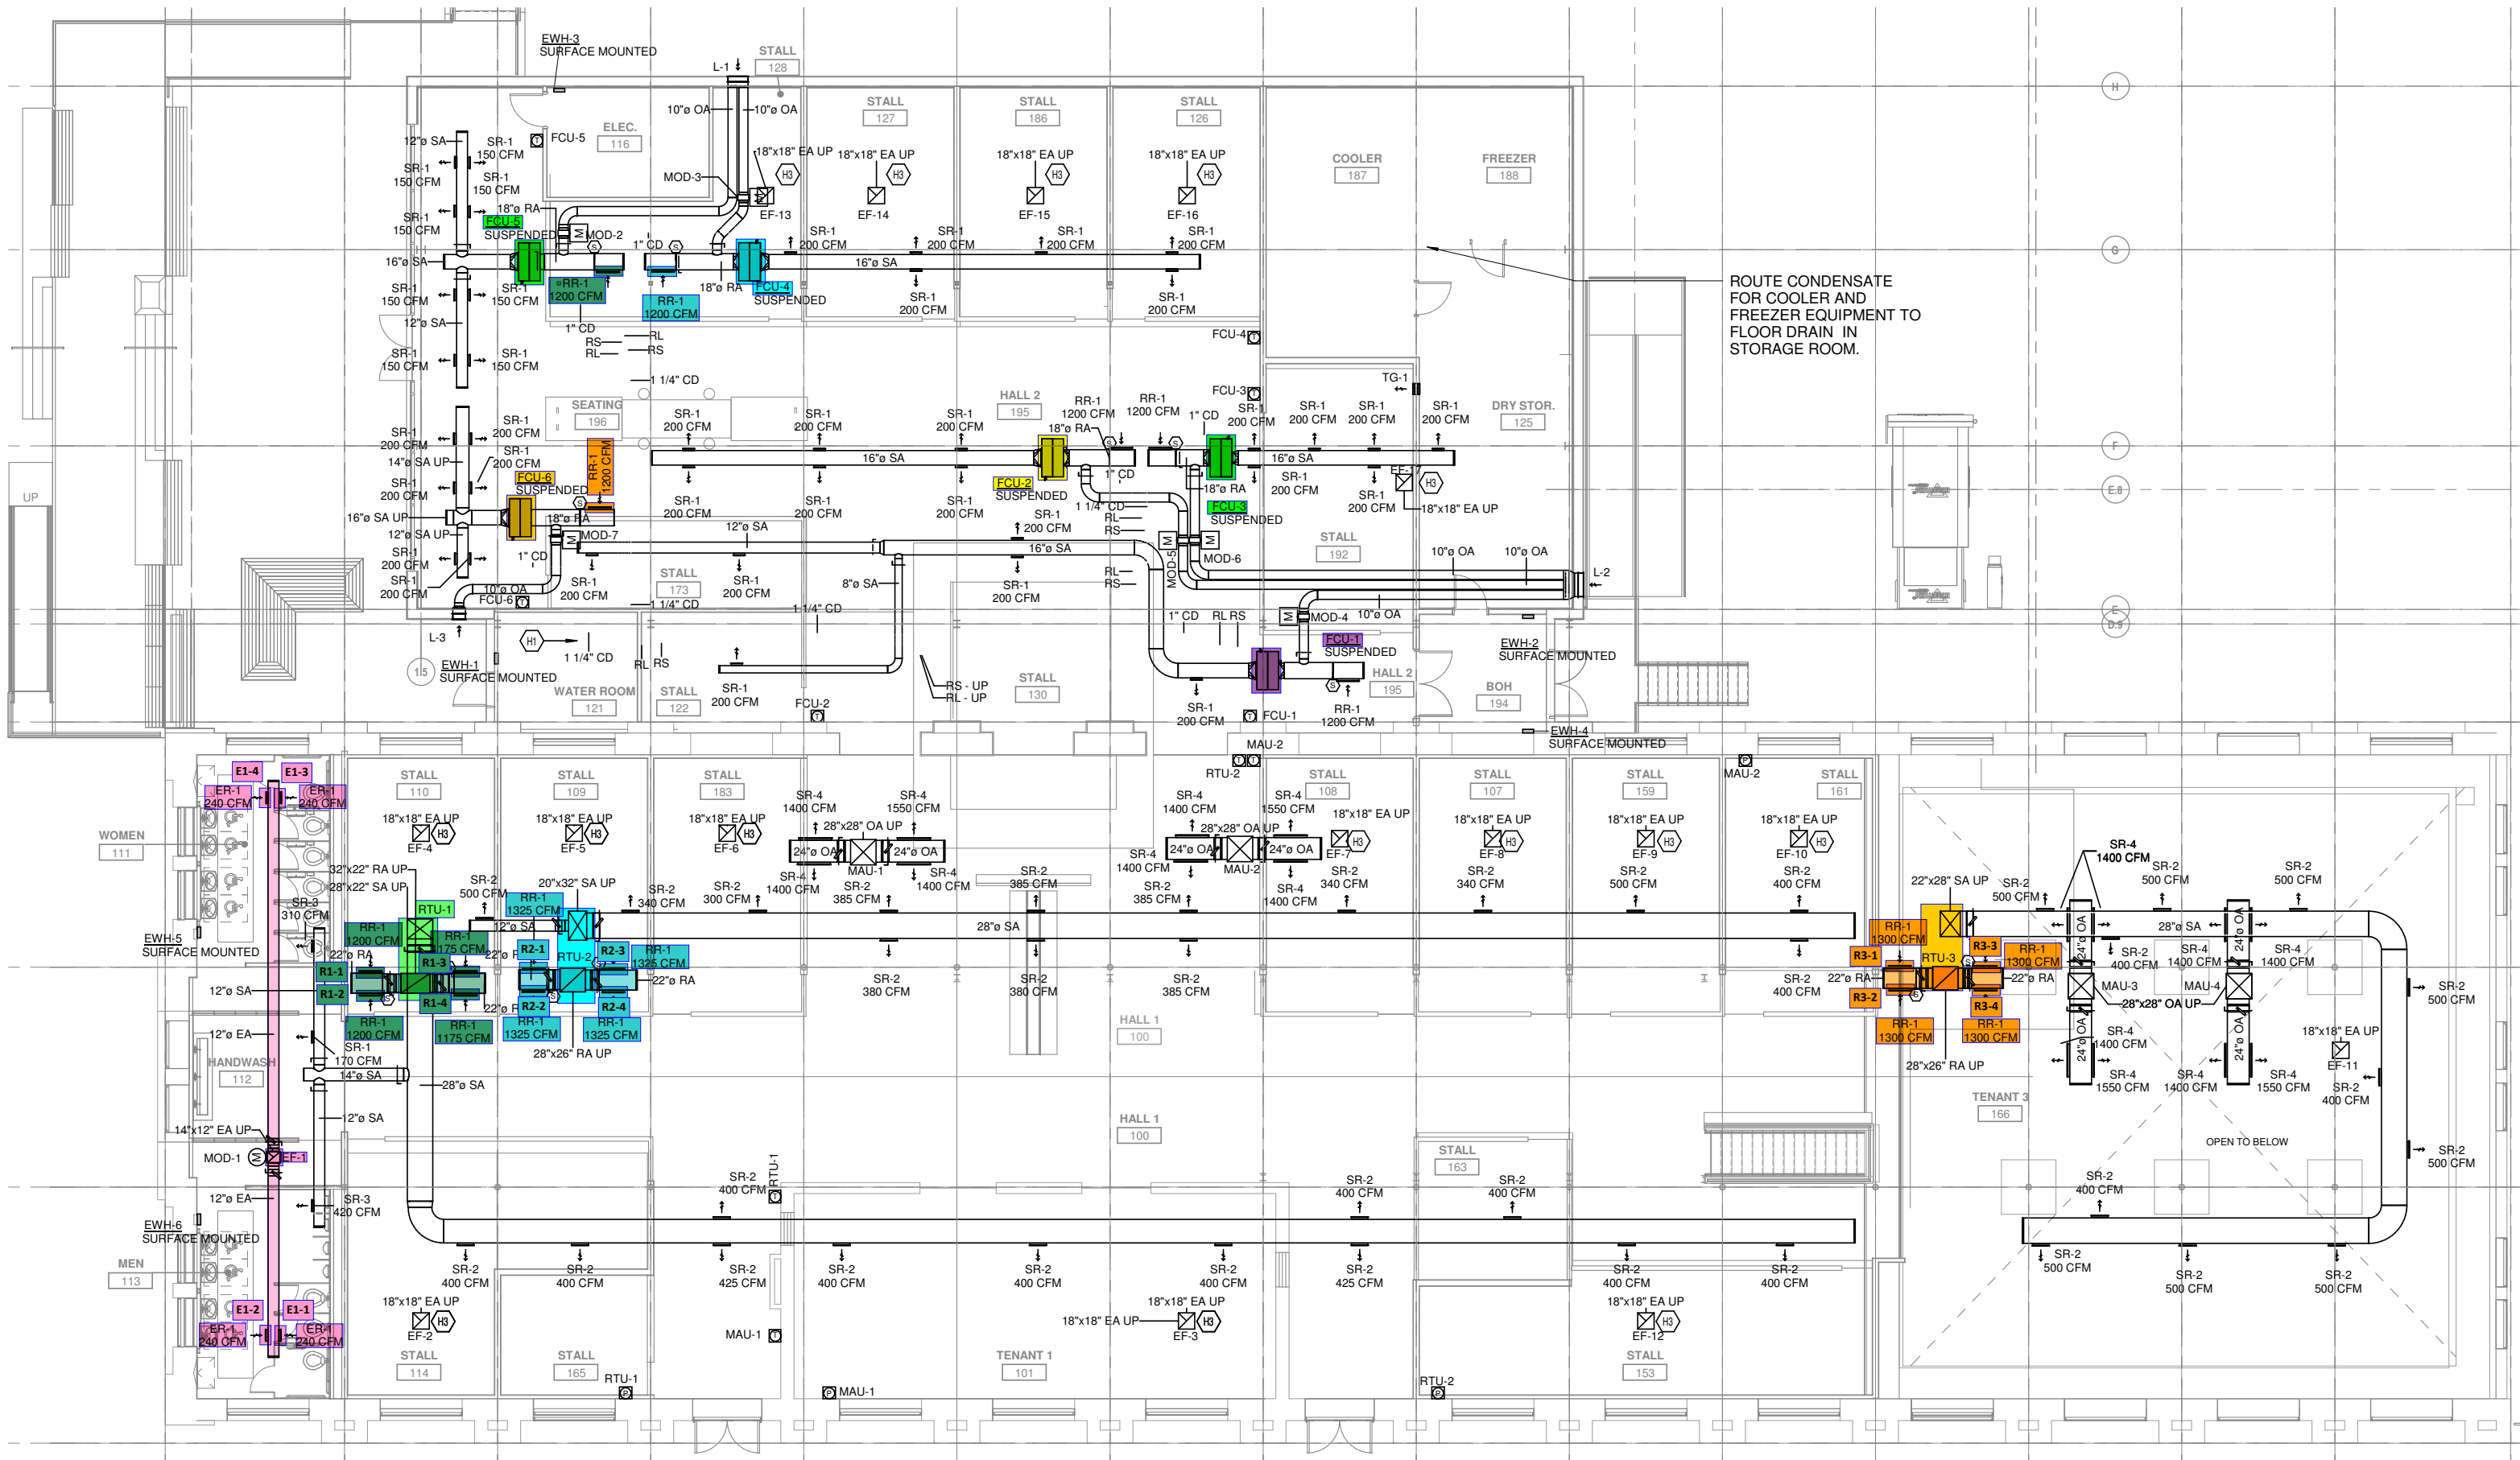 EWH-3
SURFACE MOUNTED
L-1
STALL
128
H
10"ø OA
10"ø OA
STALL
127
STALL
186
STALL
126
ELEC.
116
FCU-5
12"ø SA
SR-1
150 CFM
SR-1
150 CFM
SR-1
150 CFM
SR-1
150 CFM
18"x18" EA UP
H3
EF-13
18"x18" EA UP
H3
EF-14
18"x18" EA UP
H3
EF-15
18"x18" EA UP
H3
EF-16
COOLER
187
FREEZER
188
MOD-3
18"ø RA
FCU-5
SUSPENDED
M
MOD-2
S
1" CD
S
SR-1
200 CFM
SR-1
200 CFM
SR-1
200 CFM
SR-1
200 CFM
G
16"ø SA
16"ø SA
RR-1
1200 CFM
RR-1
1200 CFM
18"ø RA
FCU-4
SUSPENDED
SR-1
200 CFM
SR-1
200 CFM
SR-1
150 CFM
SR-1
150 CFM
12"ø SA
1" CD
RS
RL
RL
RS
SR-1
150 CFM
SR-1
150 CFM
FCU-4
T
ROUTE CONDENSATE
FOR COOLER AND
FREEZER EQUIPMENT TO
FLOOR DRAIN IN
STORAGE ROOM.
1 1/4" CD
TG-1
FCU-3
T
SEATING
196
HALL 2
195
DRY STOR.
125
SR-1
200 CFM
SR-1
200 CFM
SR-1
200 CFM
RR-1
1200 CFM
RR-1
1200 CFM
1" CD
SR-1
200 CFM
SR-1
200 CFM
SR-1
200 CFM
SR-1
200 CFM
SR-1
200 CFM
SR-1
200 CFM
F
14"ø SA UP
RR-1
1200 CFM
16"ø SA
18"ø RA
1" CD
16"ø SA
EF-17
H3
FCU-6
SUSPENDED
FCU-2
SUSPENDED
18"ø RA
FCU-3
SUSPENDED
18"x18" EA UP
E.8
UP
SR-1
200 CFM
SR-1
200 CFM
SR-1
200 CFM
SR-1
200 CFM
SR-1
200 CFM
SR-1
200 CFM
16"ø SA UP
12"ø SA UP
18"ø RA
M
MOD-7
12"ø SA
1 1/4" CD
RL
RS
SR-1
200 CFM
16"ø SA
M
M
MOD-5
MOD-6
STALL
192
10"ø OA
10"ø OA
L-2
SR-1
200 CFM
SR-1
200 CFM
1" CD
10"ø OA
FCU-6
T
SR-1
200 CFM
STALL
173
SR-1
200 CFM
8"ø SA
RL
RS
SR-1
200 CFM
10"ø OA
E
D.9
1 1/4" CD
1 1/4" CD
L-3
H1
1 1/4" CD
1" CD
RL RS
M
MOD-4
FCU-1
SUSPENDED
EWH-2
SURFACE MOUNTED
1.5
EWH-1
SURFACE MOUNTED
RL RS
WATER ROOM
121
STALL
122
SR-1
200 CFM
RS - UP
RL - UP
STALL
130
SR-1
200 CFM
S
RR-1
1200 CFM
HALL 2
195
BOH
194
FCU-2
T
T
FCU-1
EWH-4
SURFACE MOUNTED
MAU-2
RTU-2
T
T
MAU-2
P
E1-4
E1-3
ER-1
240 CFM
ER-1
240 CFM
STALL
110
STALL
109
STALL
183
STALL
108
STALL
107
STALL
159
STALL
161
WOMEN
111
18"x18" EA UP
H3
EF-4
18"x18" EA UP
H3
EF-5
18"x18" EA UP
H3
EF-6
SR-4
1400 CFM
SR-4
1550 CFM
28"x28" OA UP
24"ø OA
24"ø OA
MAU-1
SR-4
1400 CFM
SR-4
1400 CFM
SR-4
1400 CFM
SR-4
1550 CFM
28"x28" OA UP
24"ø OA
24"ø OA
MAU-2
SR-4
1400 CFM
SR-4
1400 CFM
18"x18" EA UP
H3
EF-7
18"x18" EA UP
H3
EF-8
18"x18" EA UP
H3
EF-9
18"x18" EA UP
H3
EF-10
32"x22" RA UP
28"x22" SA UP
RTU-1
SR-2
500 CFM
RR-1
1325 CFM
20"x32" SA UP
SR-2
340 CFM
SR-2
300 CFM
SR-2
385 CFM
SR-2
385 CFM
SR-2
385 CFM
SR-2
340 CFM
SR-2
340 CFM
SR-2
500 CFM
SR-2
400 CFM
SR-3
310 CFM
EWH-5
SURFACE MOUNTED
RR-1
1200 CFM
RR-1
1175 CFM
12"ø SA
28"ø SA
22"ø RA
R1-1
R1-2
R1-3
R1-4
R2-1
R2-2
R2-3
R2-4
RTU-2
RR-1
1325 CFM
22"ø RA
12"ø SA
RR-1
1200 CFM
RR-1
1175 CFM
RR-1
1325 CFM
RR-1
1325 CFM
28"x26" RA UP
SR-2
380 CFM
SR-2
380 CFM
SR-2
385 CFM
SR-2
400 CFM
22"x28" SA UP
RR-1
1300 CFM
R3-1
R3-2
R3-3
R3-4
RTU-3
22"ø RA
22"ø RA
RR-1
1300 CFM
RR-1
1300 CFM
RR-1
1300 CFM
28"x26" RA UP
SR-4
1400 CFM
SR-2
500 CFM
SR-2
500 CFM
SR-2
500 CFM
28"ø SA
24"ø OA
24"ø OA
SR-2
400 CFM
SR-4
1400 CFM
SR-4
1400 CFM
MAU-3
MAU-4
28"x28" OA UP
SR-2
500 CFM
24"ø OA
24"ø OA
SR-4
1400 CFM
SR-4
1550 CFM
SR-4
1400 CFM
SR-4
1550 CFM
18"x18" EA UP
EF-11
SR-2
400 CFM
12"ø EA
HANDWASH
112
SR-1
170 CFM
14"ø SA
28"ø SA
12"ø SA
HALL 1
100
HALL 1
100
TENANT 3
166
OPEN TO BELOW
14"x12" EA UP
MOD-1
M
EF-1
12"ø EA
SR-3
420 CFM
STALL
163
SR-2
500 CFM
EWH-6
SURFACE MOUNTED
SR-2
400 CFM
RTU-1
T
SR-2
400 CFM
SR-2
400 CFM
SR-2
400 CFM
MEN
113
SR-2
400 CFM
SR-2
400 CFM
SR-2
425 CFM
SR-2
400 CFM
SR-2
400 CFM
SR-2
400 CFM
SR-2
425 CFM
SR-2
400 CFM
SR-2
400 CFM
SR-2
500 CFM
SR-2
500 CFM
SR-2
500 CFM
E1-2
E1-1
ER-1
240 CFM
ER-1
240 CFM
18"x18" EA UP
H3
EF-2
MAU-1
T
18"x18" EA UP
18"x18" EA UP
H3
EF-3
18"x18" EA UP
H3
EF-12
STALL
114
STALL
165
TENANT 1
101
STALL
153
RTU-1
P
P
MAU-1
RTU-2
P